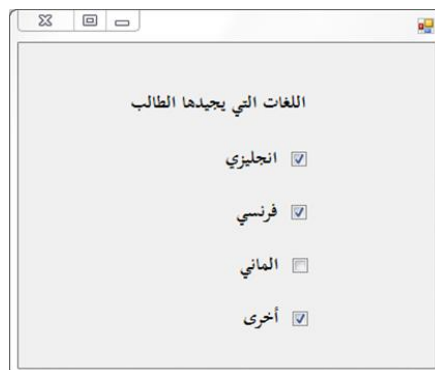 اللغات التي يجيدها الطالب
انجليزي
فرنسي
الماني
أخرى